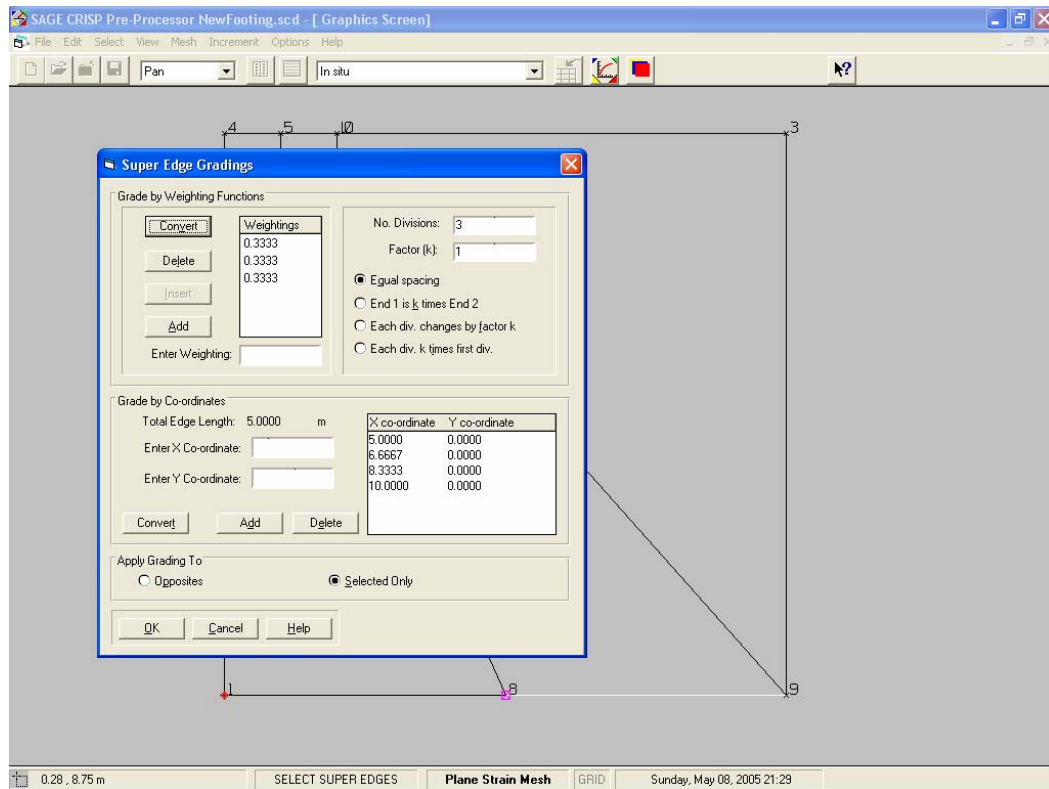 SAGE CRISP Pre-Processor NewFooting.scd - [ Graphics Screen]
File Edit Select View Mesh Increment Options Help
Pan In situ
4 5 10 3
Super Edge Gradings
Grade by Weighting Functions
Convert
Delete
Insert
Add
Enter Weighting:
Weightings
0.3333
0.3333
0.3333
No. Divisions: 3
Factor (k): 1
Equal spacing
End 1 is k times End 2
Each div. changes by factor k
Each div. k times first div.
Grade by Co-ordinates
Total Edge Length: 5.0000 m
Enter X Co-ordinate:
Enter Y Co-ordinate:
Convert Add Delete
X co-ordinate Y co-ordinate
5.0000 0.0000
6.6667 0.0000
8.3333 0.0000
10.0000 0.0000
Apply Grading To
Opposites Selected Only
OK Cancel Help
1 8 9
0.28 , 8.75 m SELECT SUPER EDGES Plane Strain Mesh GRID Sunday, May 08, 2005 21:29